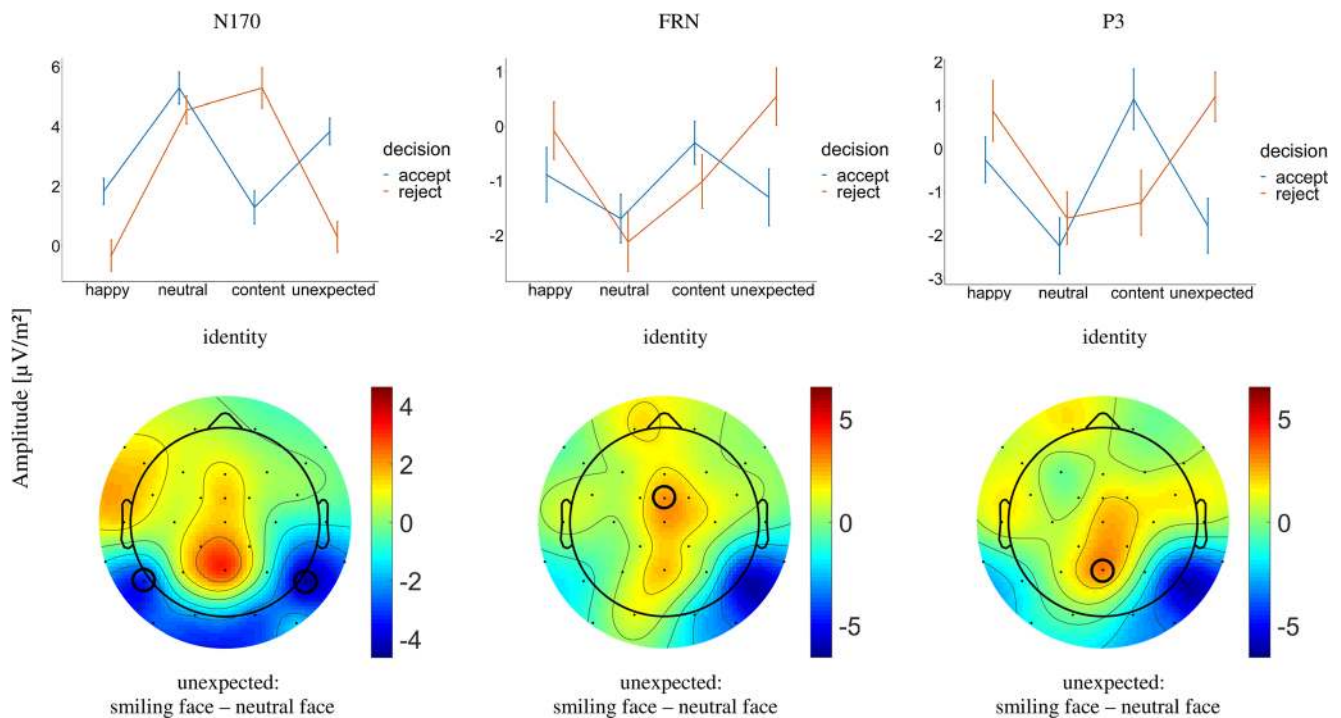 N170
6
4
2
0
happy neutral content unexpected
decision
accept
reject
identity
FRN
1
0
-1
-2
happy neutral content unexpected
decision
accept
reject
identity
P3
2
1
0
-1
-2
-3
happy neutral content unexpected
decision
accept
reject
identity
Amplitude [µV/m²]
4
2
0
-2
-4
unexpected:
smiling face – neutral face
5
0
-5
unexpected:
smiling face – neutral face
5
0
-5
unexpected:
smiling face – neutral face